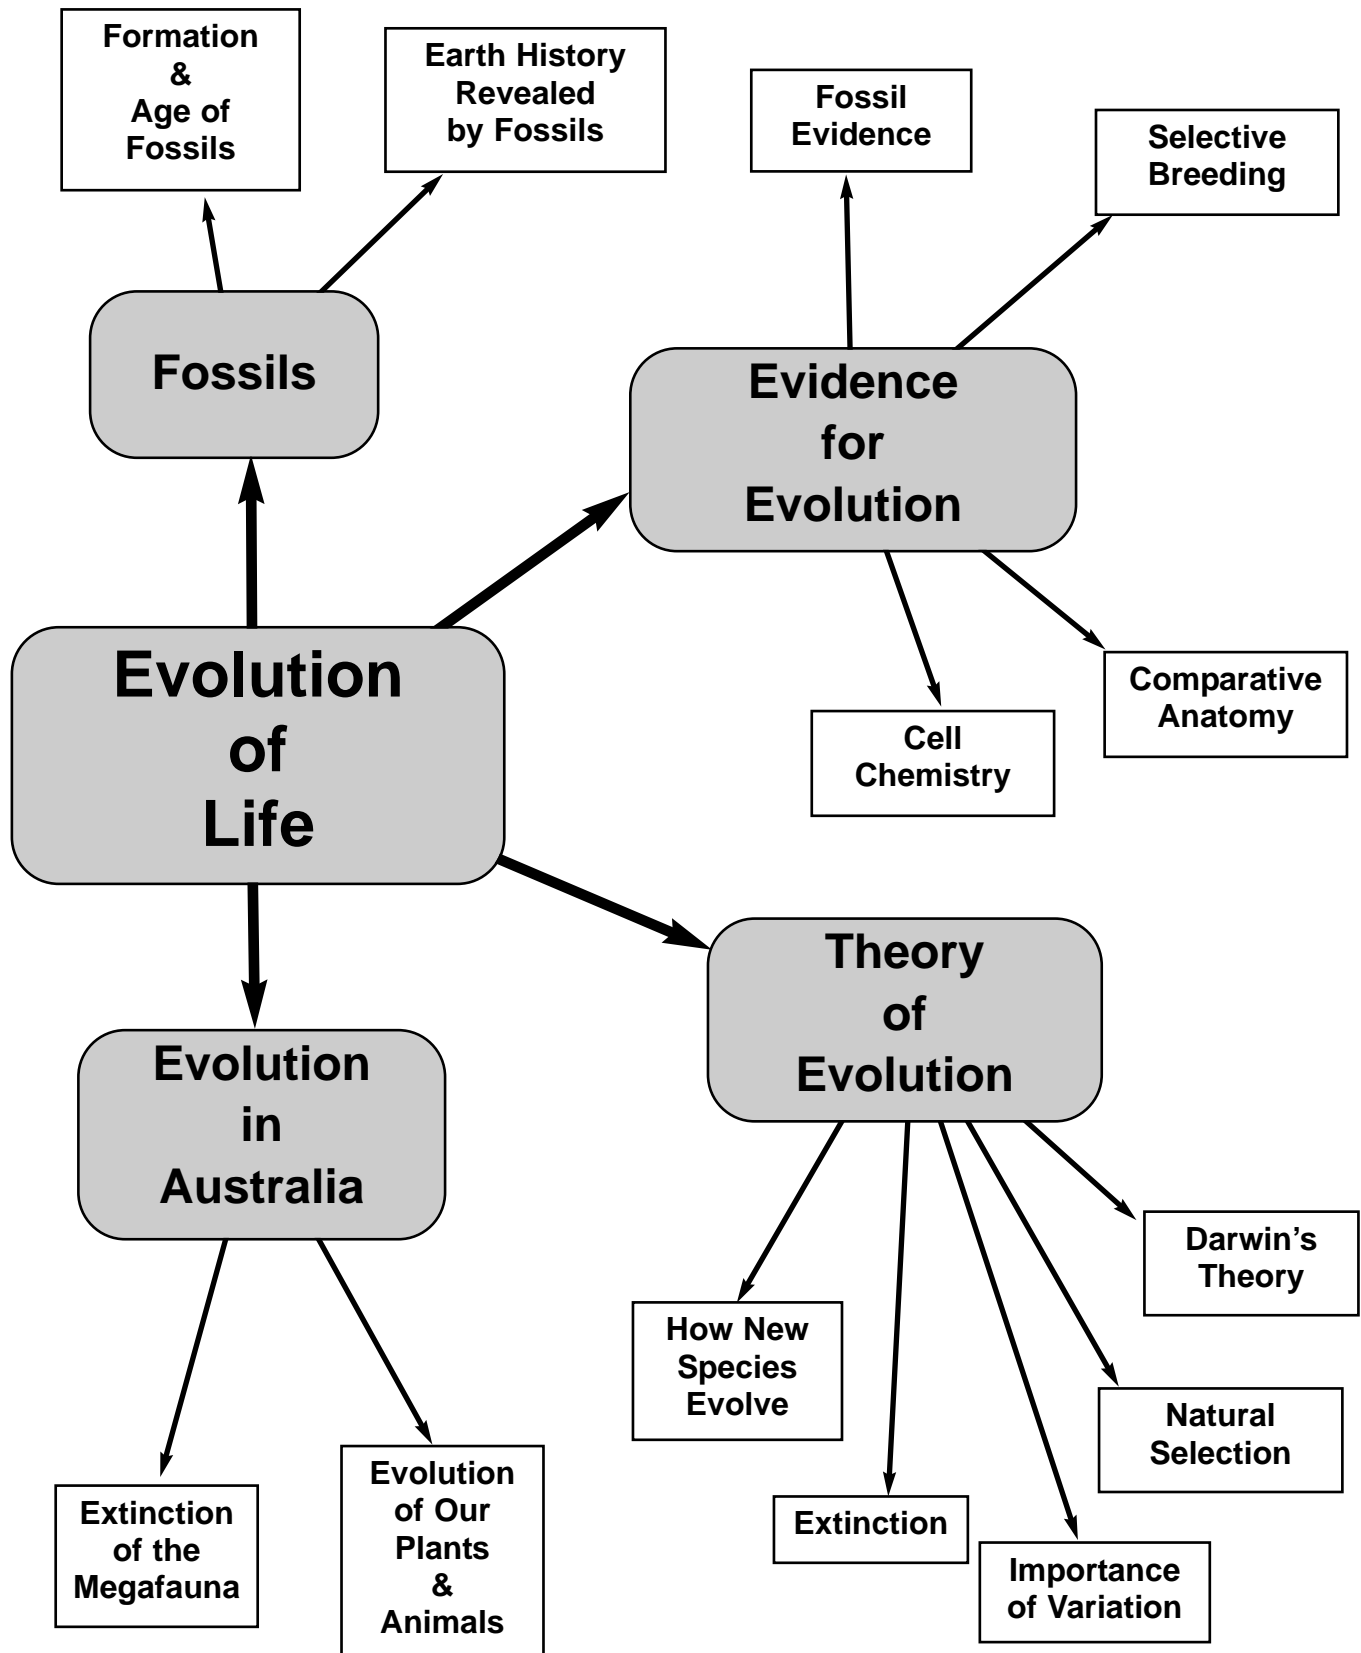 Formation
&
Age of
Fossils
Earth History
Revealed
by Fossils
Fossil
Evidence
Selective
Breeding
Fossils
Evidence
for
Evolution
Evolution
of
Life
Comparative
Anatomy
Cell
Chemistry
Theory
of
Evolution
Evolution
in
Australia
Darwin’s
Theory
How New
Species
Evolve
Natural
Selection
Extinction
of the
Megafauna
Evolution
of Our
Plants
&
Animals
Extinction
Importance
of Variation